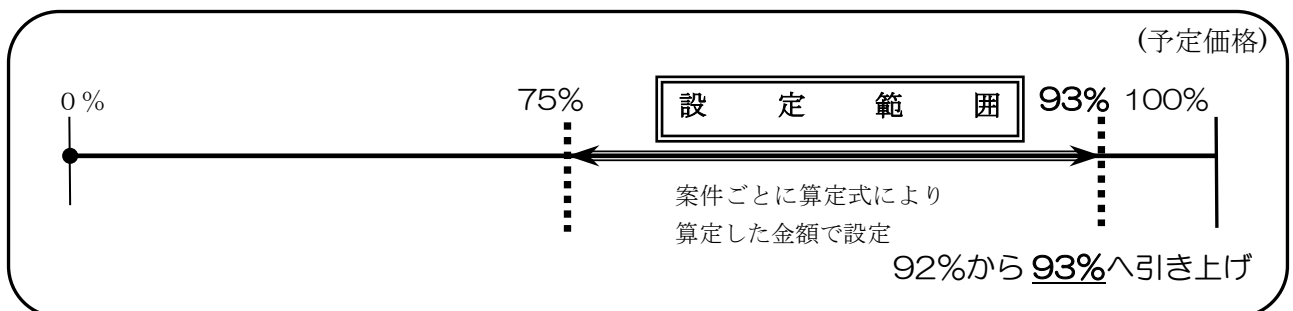 (予定価格)
0% 75% 設定範囲 93% 100%
案件ごとに算定式により
算定した金額で設定
92%から 93%へ引き上げ